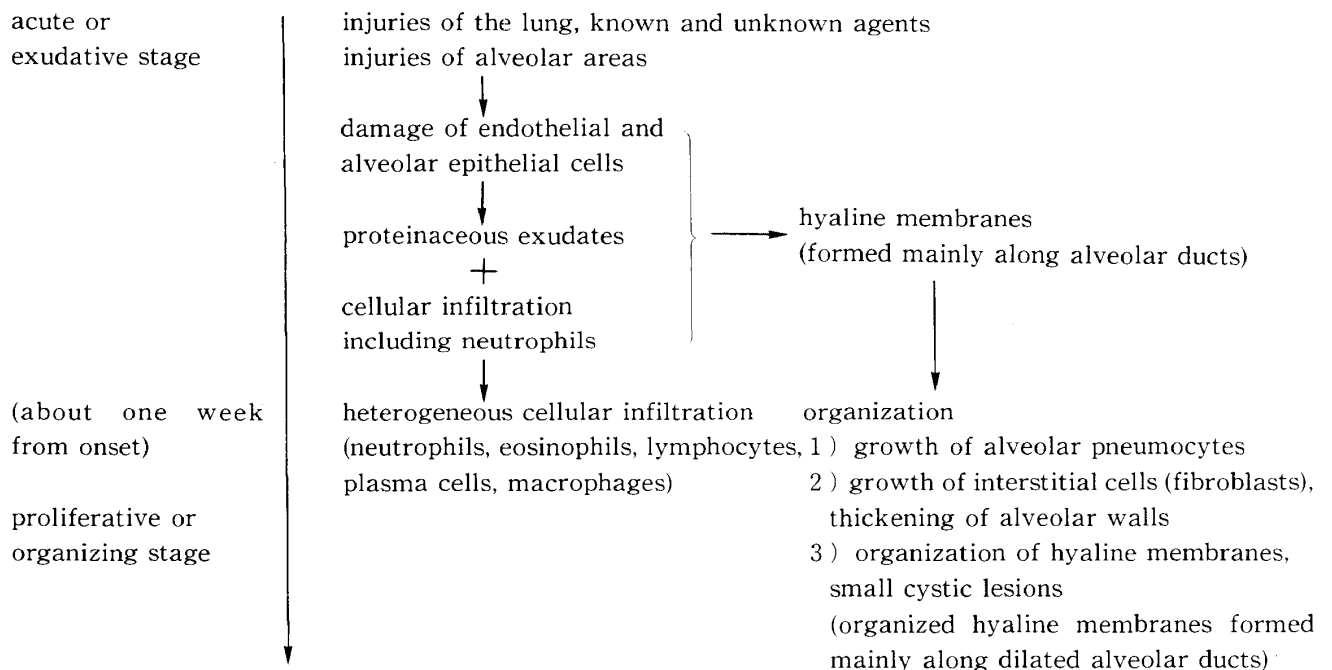 acute or
exudative stage
injuries of the lung, known and unknown agents
injuries of alveolar areas
damage of endothelial and
alveolar epithelial cells
proteinaceous exudates
+
cellular infiltration
including neutrophils
hyaline membranes
(formed mainly along alveolar ducts)
(about one week
from onset)
heterogeneous cellular infiltration
(neutrophils, eosinophils, lymphocytes,
plasma cells, macrophages)
organization
1) growth of alveolar pneumocytes
2) growth of interstitial cells (fibroblasts),
thickening of alveolar walls
3) organization of hyaline membranes,
small cystic lesions
(organized hyaline membranes formed
mainly along dilated alveolar ducts)
proliferative or
organizing stage